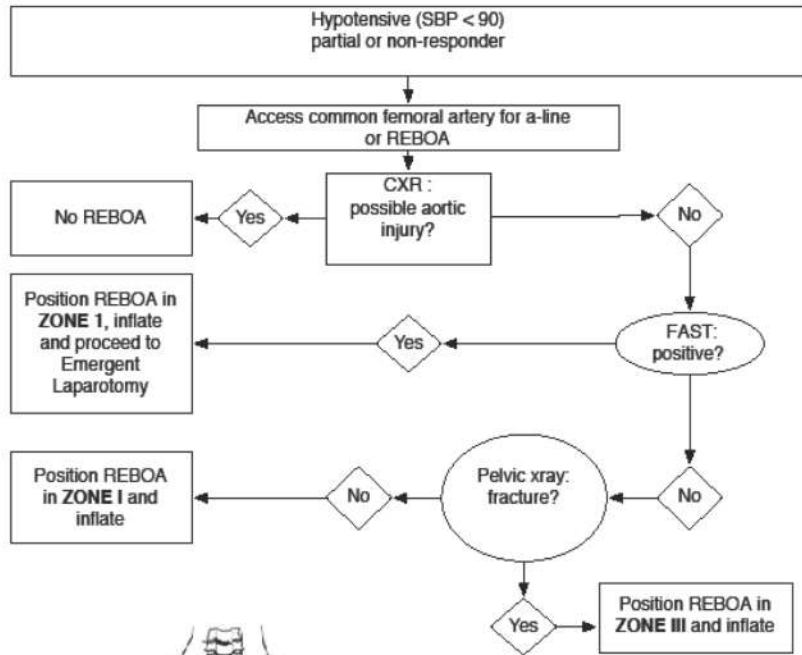 Hypotensive (SBP < 90)
partial or non-responder
Access common femoral artery for a-line
or REBOA
CXR :
possible aortic
injury?
No REBOA
Yes
No
Position REBOA in
ZONE 1, inflate
and proceed to
Emergent
Laparotomy
Yes
FAST:
positive?
Position REBOA
in ZONE I and
inflate
No
Pelvic xray:
fracture?
No
Yes
Position REBOA in
ZONE III and inflate